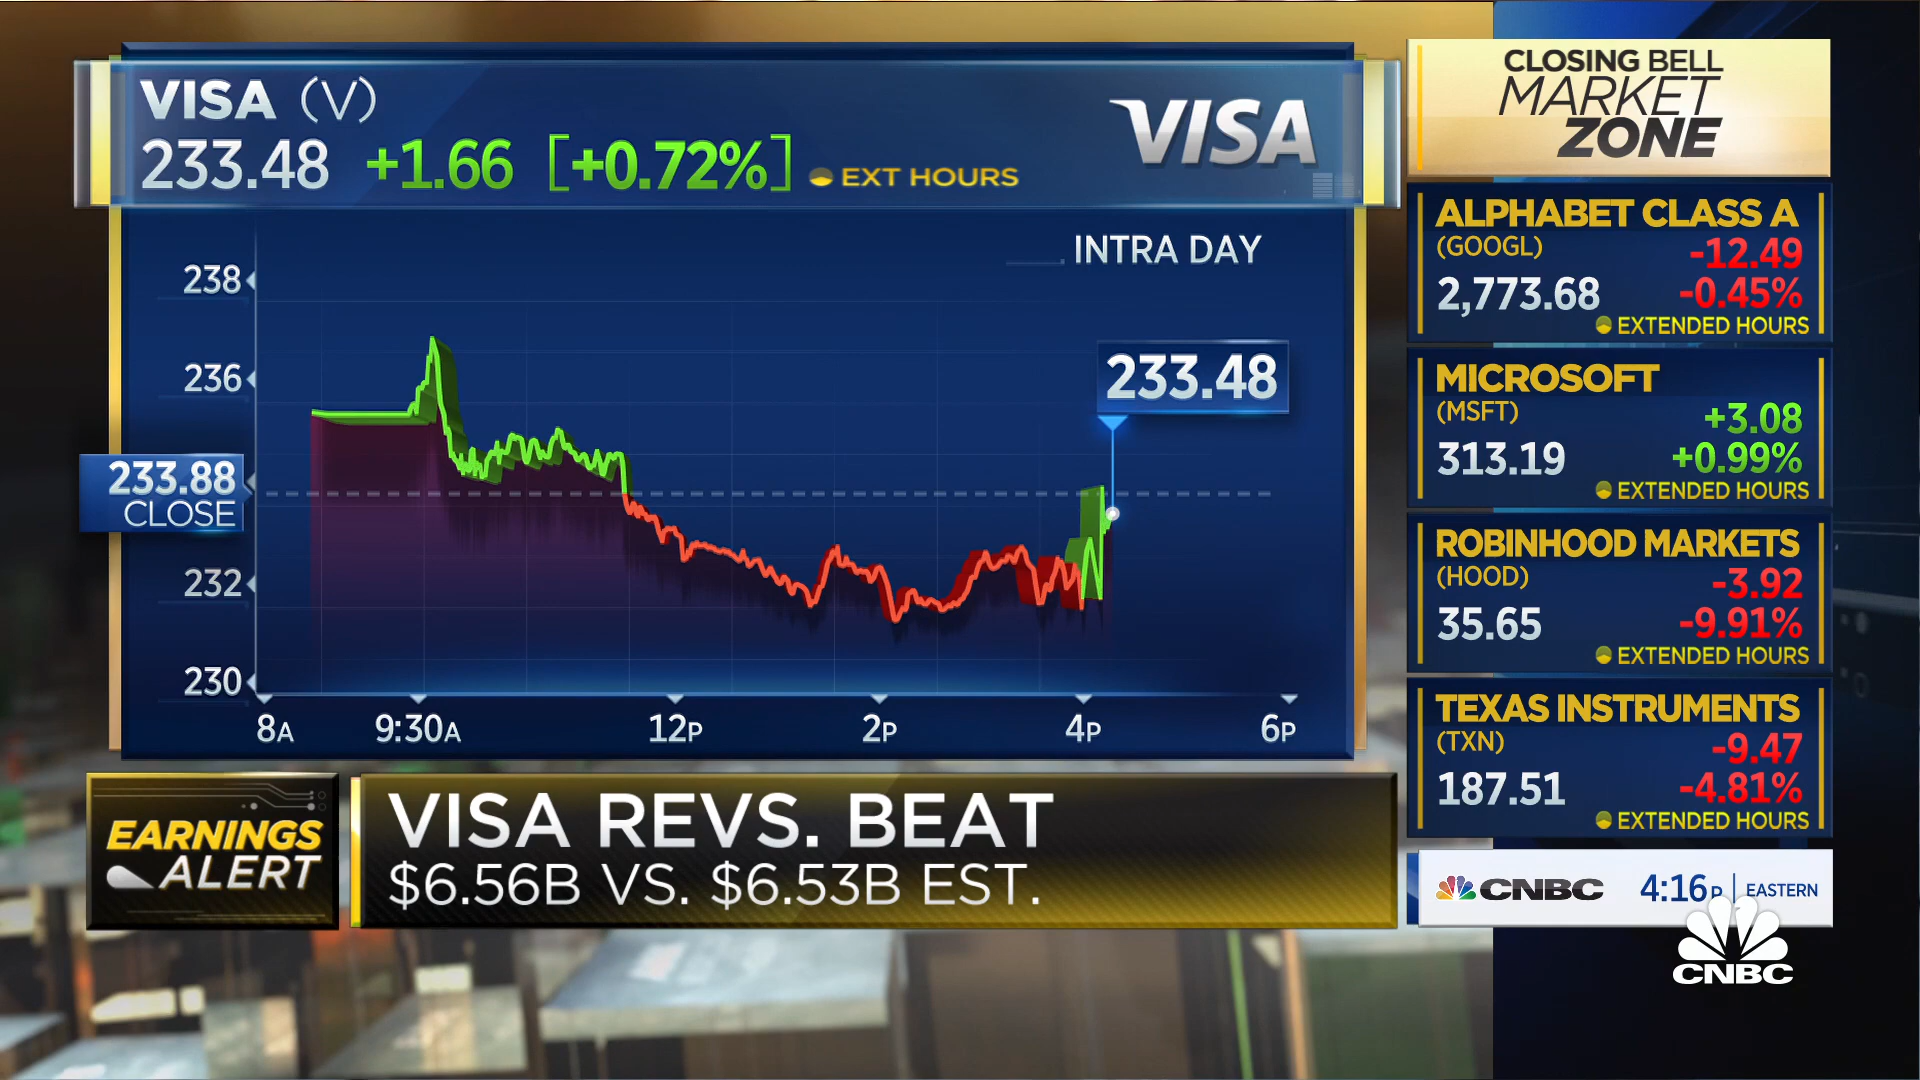 VISA (V)
233.48 +1.66 [+0.72%] EXT HOURS
VISA
INTRA DAY
238
236
233.88
CLOSE
232
230
233.48
8A 9:30A 12P 2P 4P 6P
EARNINGS
ALERT
VISA REVS. BEAT
$6.56B VS. $6.53B EST.
CLOSING BELL
MARKET
ZONE
ALPHABET CLASS A
(GOOGL) -12.49
2,773.68 -0.45%
EXTENDED HOURS
MICROSOFT
(MSFT) +3.08
313.19 +0.99%
EXTENDED HOURS
ROBINHOOD MARKETS
(HOOD) -3.92
35.65 -9.91%
EXTENDED HOURS
TEXAS INSTRUMENTS
(TXN) -9.47
187.51 -4.81%
EXTENDED HOURS
CNBC 4:16P EASTERN
CNBC